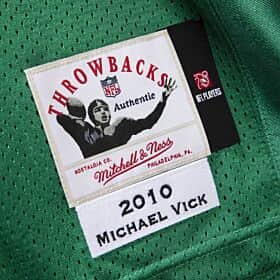 THROWBACKS
NFL
Authentic
NFL PLAYERS
NOSTALGIA CO.
Mitchell & Ness
PHILADELPHIA, PA.
2010
MICHAEL VICK